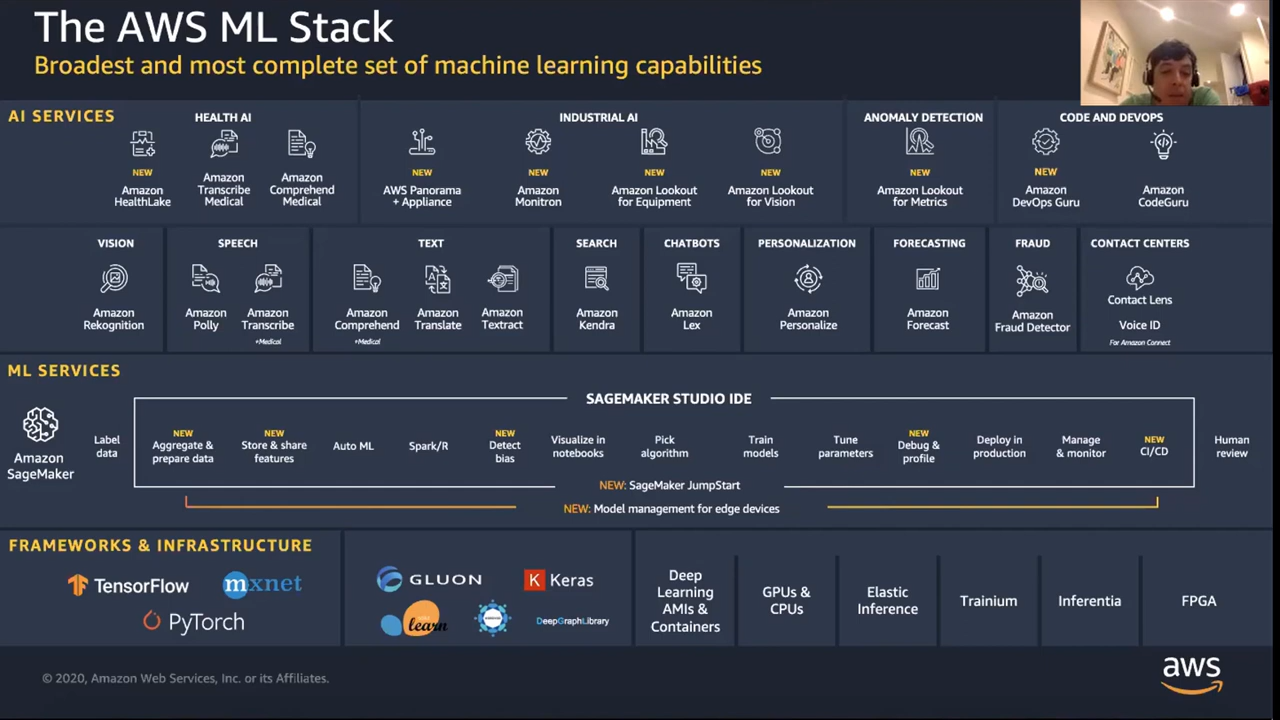 The AWS ML Stack
Broadest and most complete set of machine learning capabilities
AI SERVICES
HEALTH AI
NEW
Amazon
HealthLake
Amazon
Transcribe
Medical
Amazon
Comprehend
Medical
INDUSTRIAL AI
NEW
AWS Panorama
+ Appliance
NEW
Amazon
Monitron
NEW
Amazon Lookout
for Equipment
NEW
Amazon Lookout
for Vision
ANOMALY DETECTION
NEW
Amazon Lookout
for Metrics
CODE AND DEVOPS
NEW
Amazon
DevOps Guru
Amazon
CodeGuru
VISION
Amazon
Rekognition
SPEECH
Amazon
Polly
Amazon
Transcribe
+Medical
TEXT
Amazon
Comprehend
+Medical
Amazon
Translate
Amazon
Textract
SEARCH
Amazon
Kendra
CHATBOTS
Amazon
Lex
PERSONALIZATION
Amazon
Personalize
FORECASTING
Amazon
Forecast
FRAUD
Amazon
Fraud Detector
CONTACT CENTERS
Contact Lens
Voice ID
For Amazon Connect
ML SERVICES
Amazon
SageMaker
Label
data
SAGEMAKER STUDIO IDE
NEW
Aggregate &
prepare data
NEW
Store & share
features
Auto ML
Spark/R
NEW
Detect
bias
Visualize in
notebooks
Pick
algorithm
Train
models
Tune
parameters
NEW
Debug &
profile
Deploy in
production
Manage
& monitor
NEW
CI/CD
Human
review
NEW: SageMaker JumpStart
NEW: Model management for edge devices
FRAMEWORKS & INFRASTRUCTURE
TensorFlow
mxnet
PyTorch
GLUON
K Keras
learn
DeepGraphLibrary
Deep
Learning
AMIs &
Containers
GPUs &
CPUs
Elastic
Inference
Trainium
Inferentia
FPGA
© 2020, Amazon Web Services, Inc. or its Affiliates.
aws